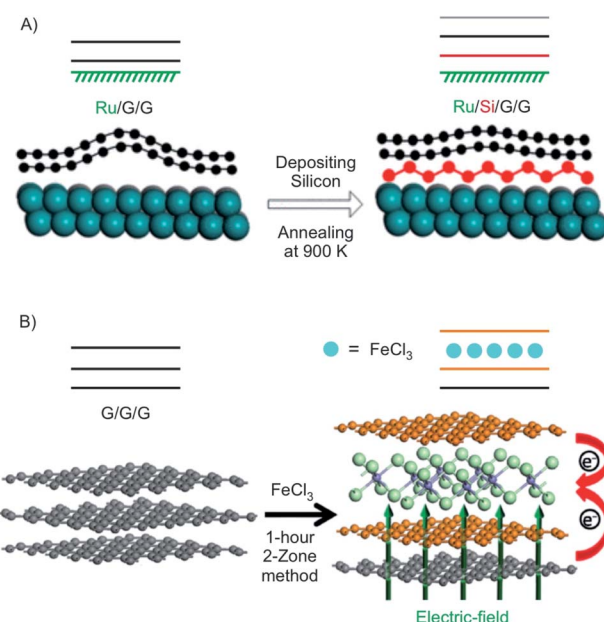 A)
Ru/G/G
Ru/Si/G/G
Depositing
Silicon
Annealing
at 900 K
B)
= FeCl₃
G/G/G
FeCl₃
1-hour
2-Zone
method
e⁻
e⁻
Electric-field